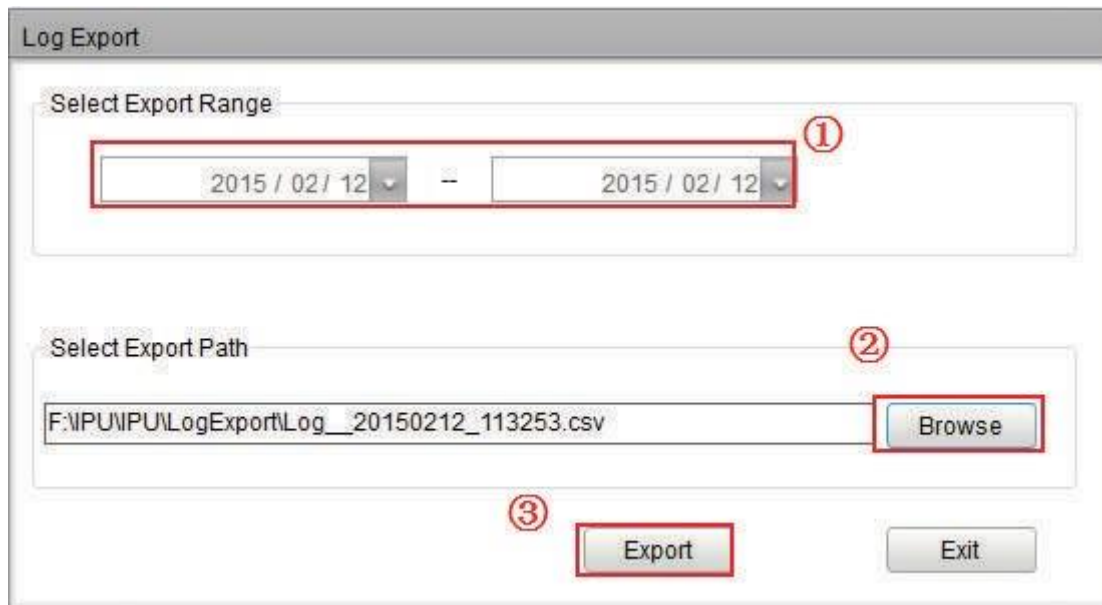 Log Export
Select Export Range
①
2015 / 02 / 12 -- 2015 / 02 / 12
Select Export Path
②
F:\IPU\IPU\LogExport\Log__20150212_113253.csv Browse
③
Export Exit